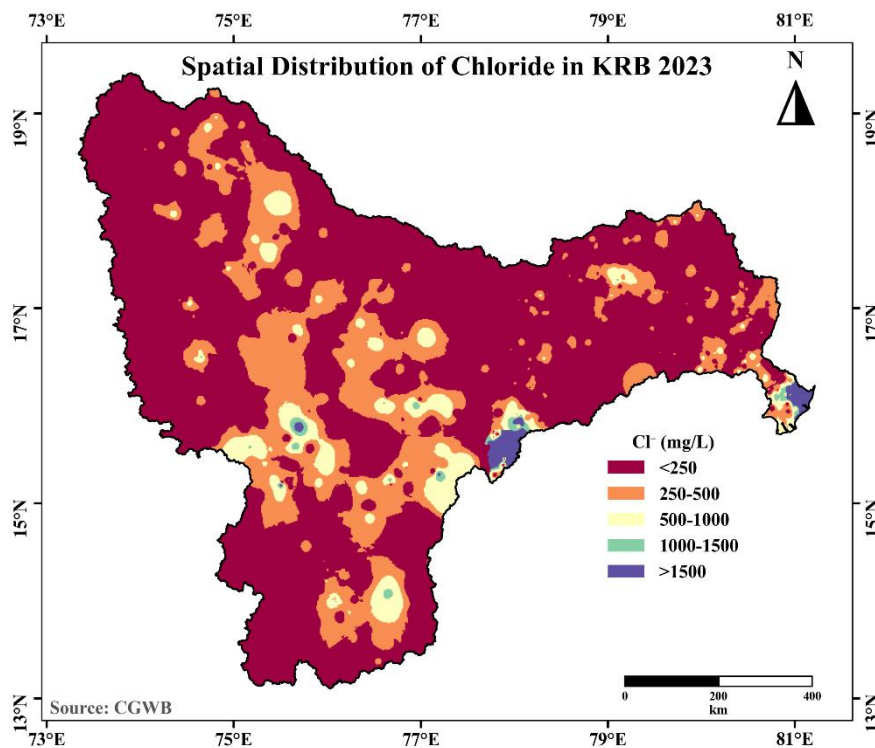 73°E 75°E 77°E 79°E 81°E
Spatial Distribution of Chloride in KRB 2023
N
19°N 19°N
17°N 17°N
Cl⁻ (mg/L)
<250
250-500
15°N 15°N
500-1000
1000-1500
>1500
Source: CGWB
13°N 13°N
0 200 400
km
73°E 75°E 77°E 79°E 81°E